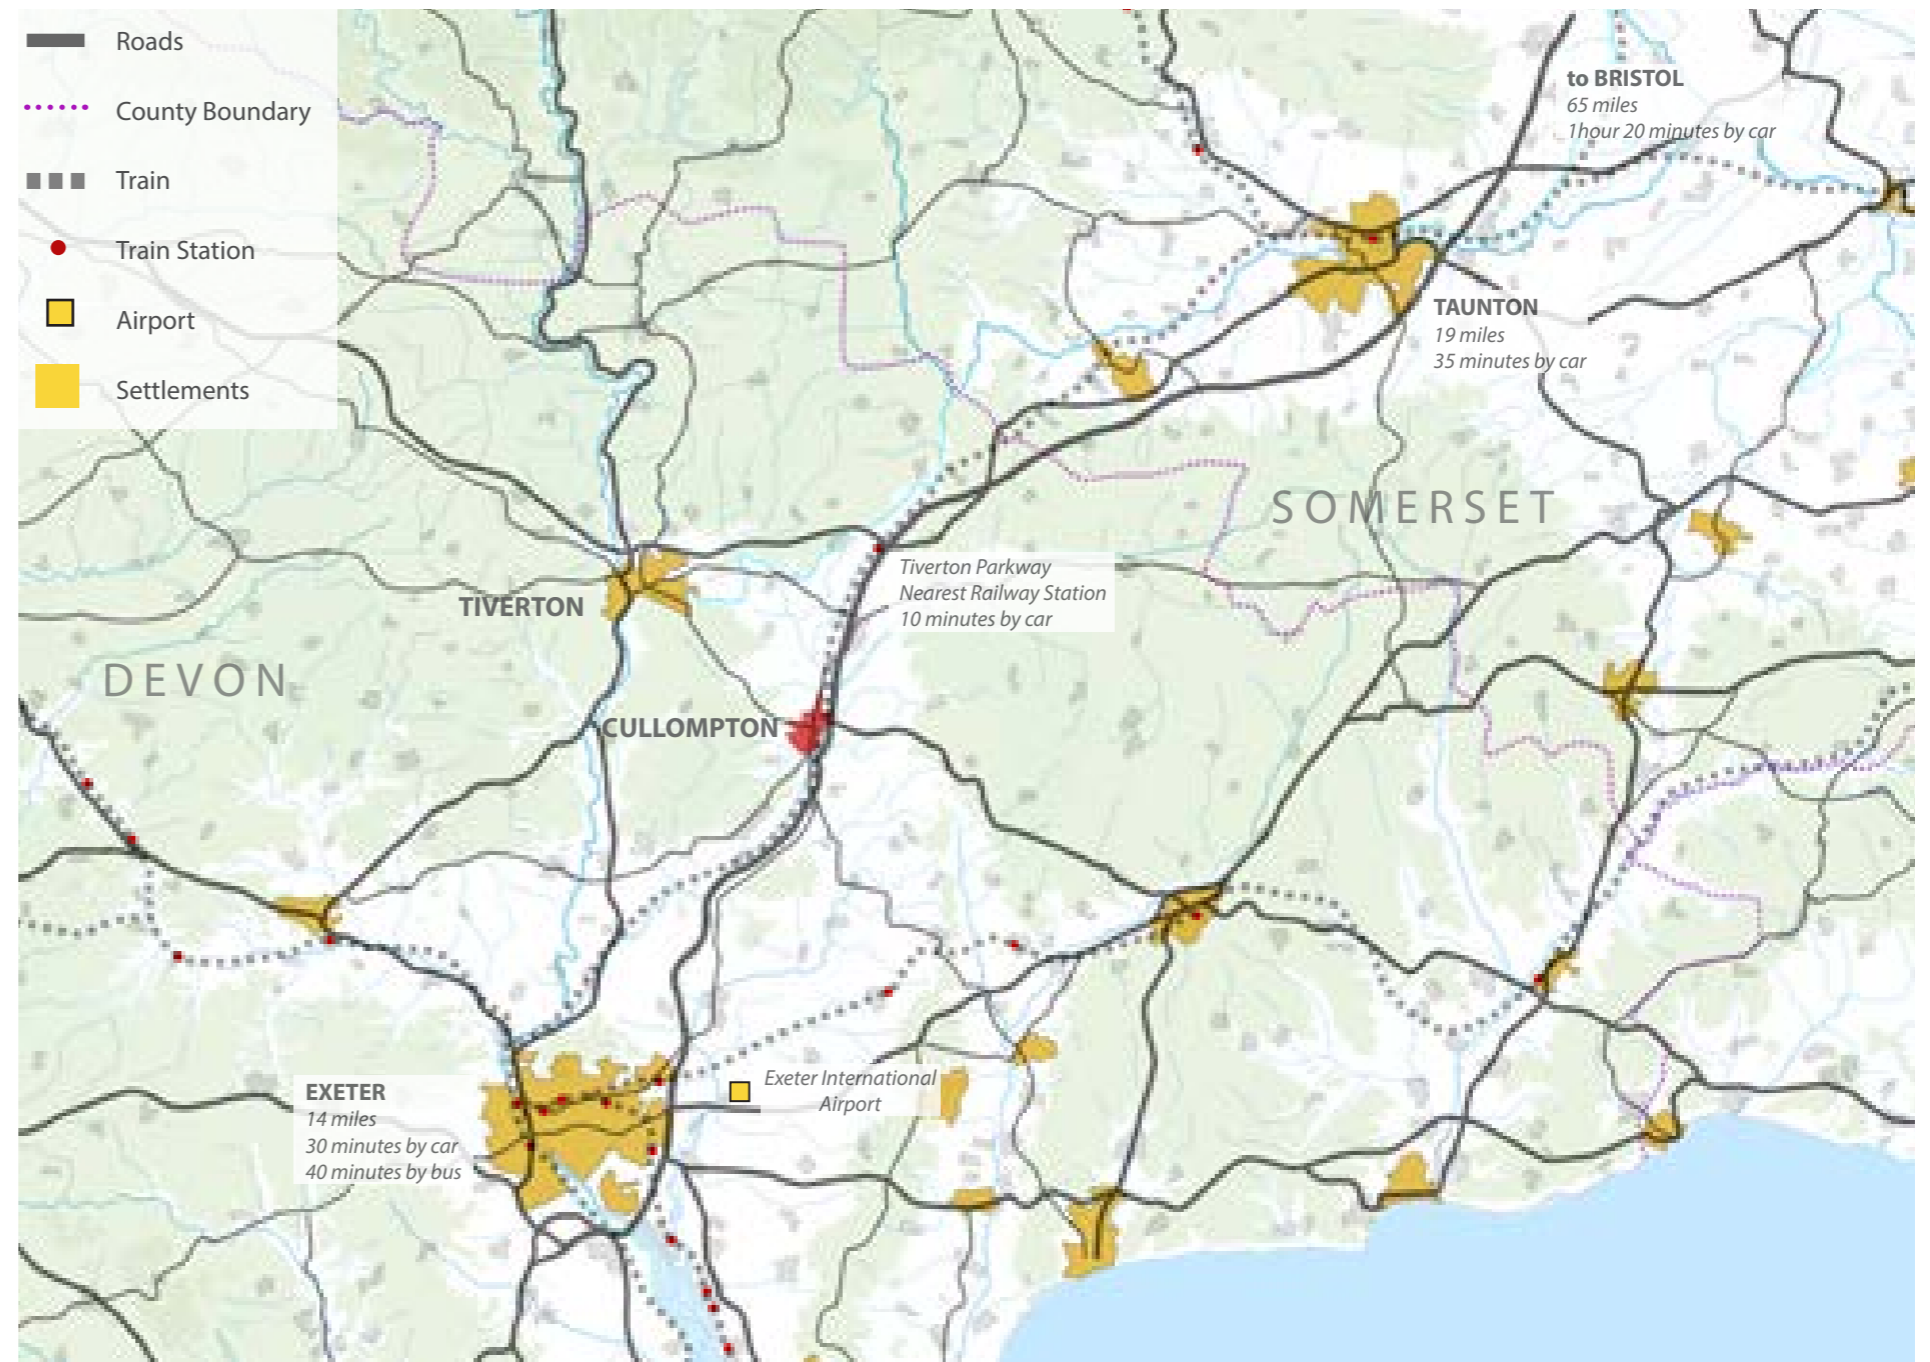 Roads
County Boundary
Train
Train Station
Airport
Settlements
to BRISTOL
65 miles
1hour 20 minutes by car
TAUNTON
19 miles
35 minutes by car
SOMERSET
Tiverton Parkway
Nearest Railway Station
10 minutes by car
TIVERTON
DEVON
CULLOMPTON
EXETER
14 miles
30 minutes by car
40 minutes by bus
Exeter International
Airport